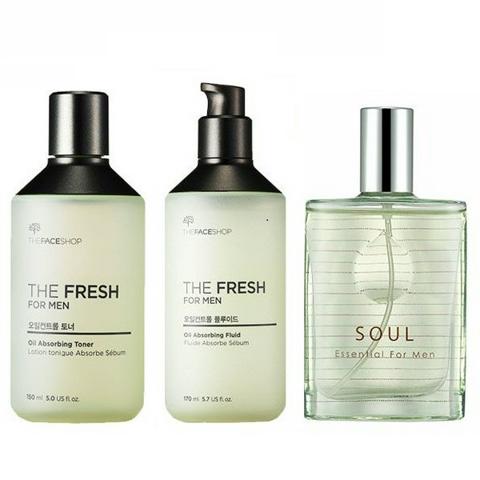 THEFACESHOP
THE FRESH
FOR MEN
오일컨트롤 토너
Oil Absorbing Toner
Lotion tonique Absorbe Sébum
150 ml 5.0 US fl. oz.
THEFACESHOP
THE FRESH
FOR MEN
오일컨트롤 플루이드
Oil Absorbing Fluid
Fluide Absorbe Sébum
170 ml 5.7 US fl. oz.
SOUL
Essential For Men